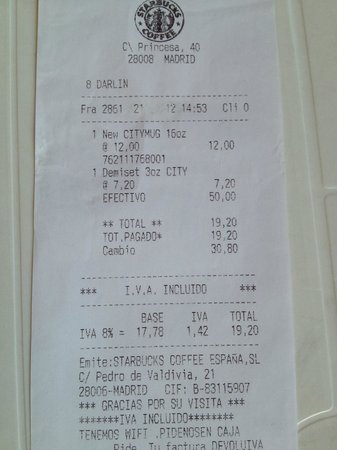 STARBUCKS
COFFEE
C\ Princesa, 40
28008 MADRID
8 DARLIN
Fra 2861 21 12 14:53 Cli 0
1 New CITYMUG 16oz
@ 12,00 12,00
762111768001
1 Demiset 3oz CITY
@ 7,20 7,20
EFECTIVO 50,00
** TOTAL ** 19,20
TOT.PAGADO* 19,20
Cambio 30,80
*** I.V.A. INCLUIDO ***
BASE IVA TOTAL
IVA 8% = 17,78 1,42 19,20
Emite:STARBUCKS COFFEE ESPAÑA,SL
C/ Pedro de Valdivia, 21
28006-MADRID CIF: B-83115907
*** GRACIAS POR SU VISITA ***
*******IVA INCLUIDO********
TENEMOS WIFI .PIDENOSEN CAJA
Pide Tu factura DEVOLUIVA